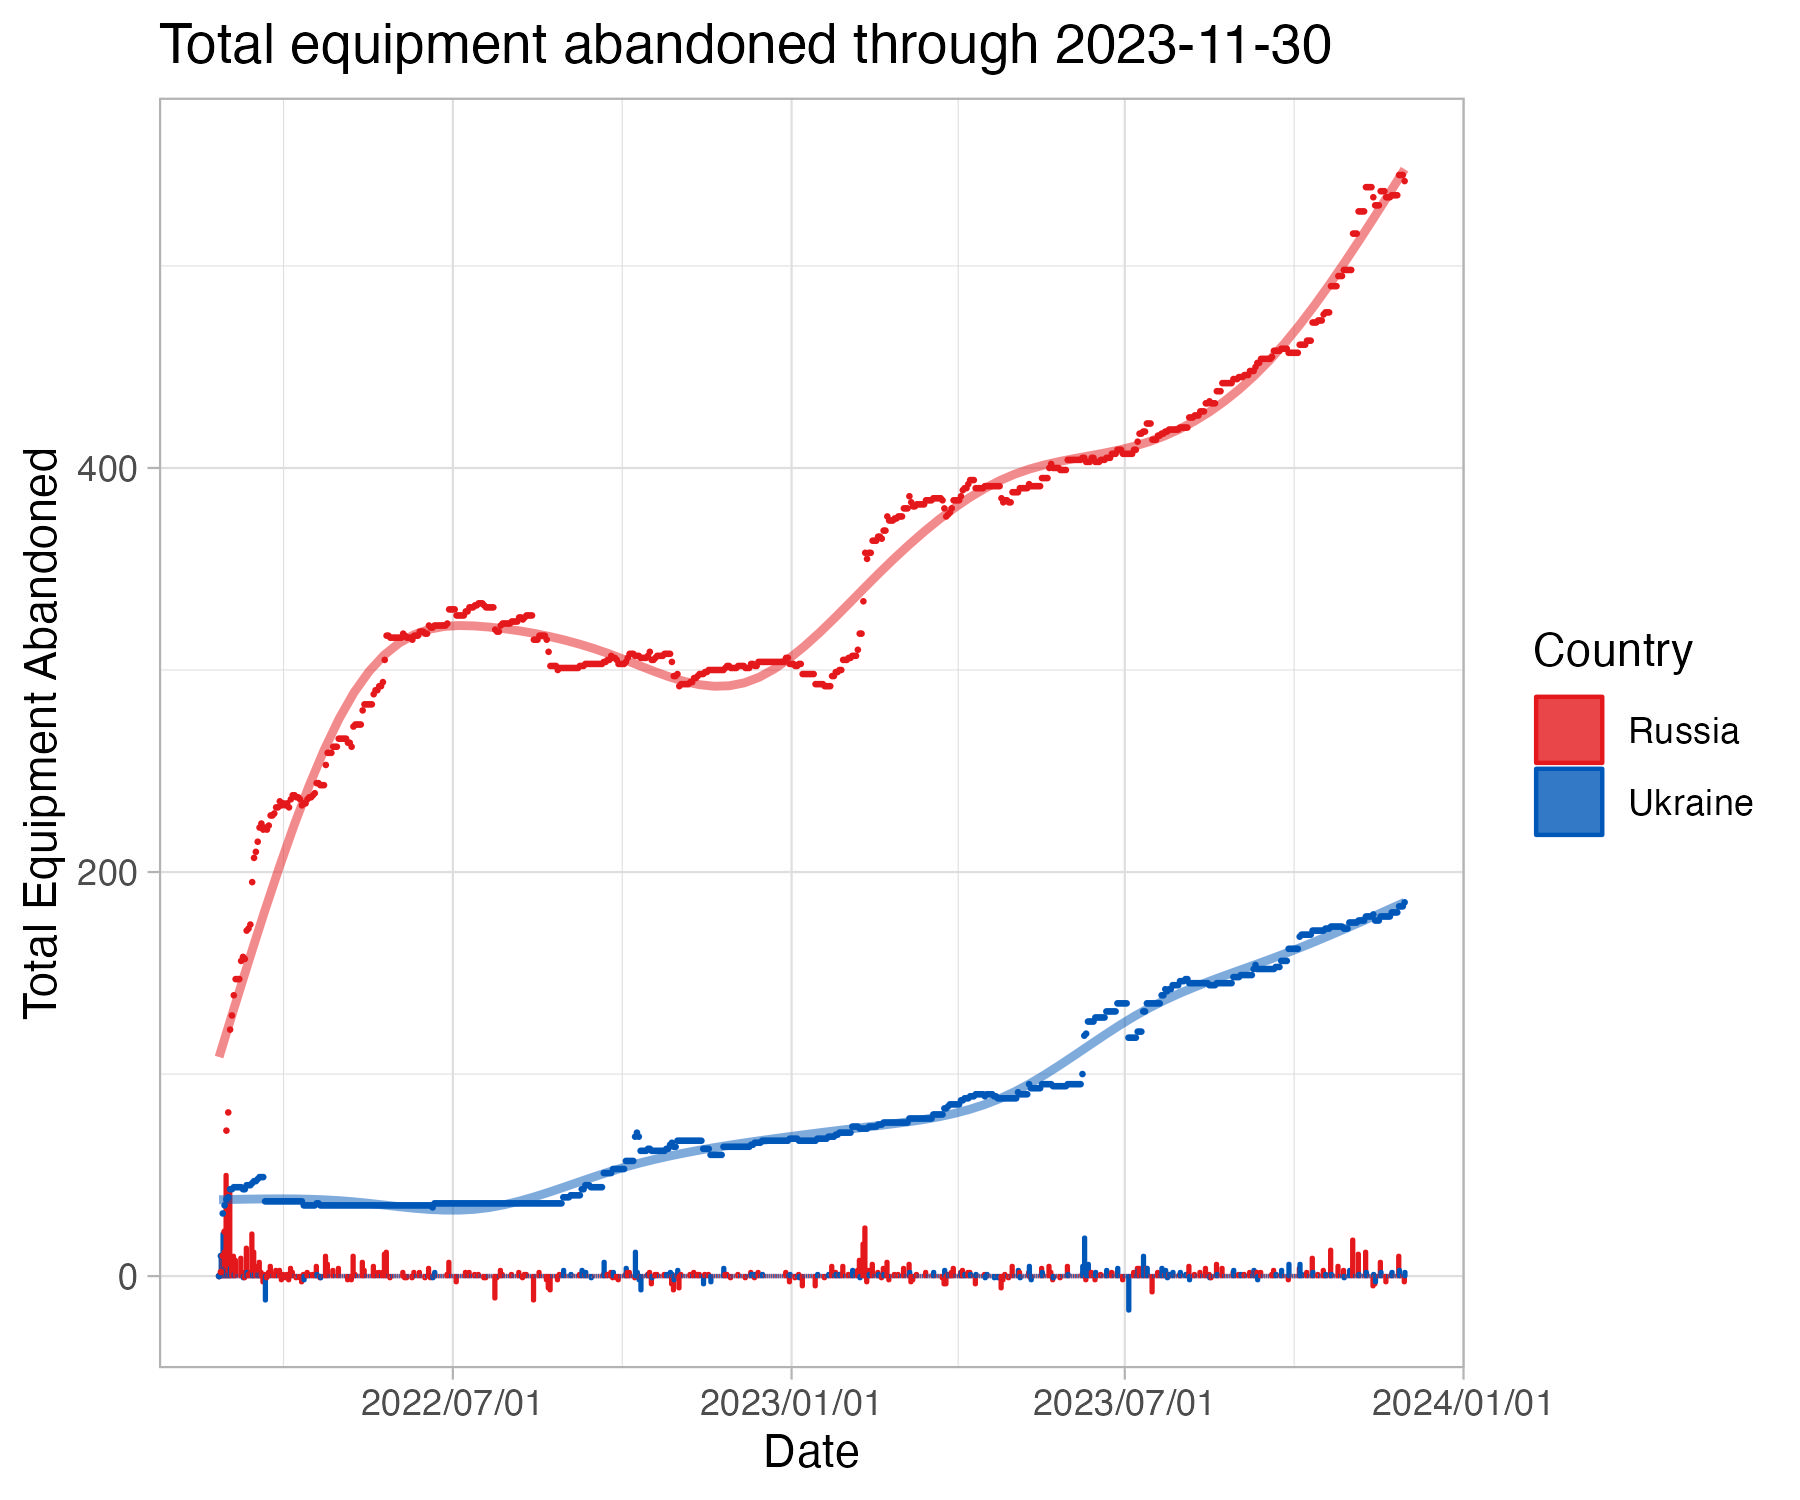 Total equipment abandoned through 2023-11-30
Total Equipment Abandoned
400
200
0
2022/07/01
2023/01/01
2023/07/01
2024/01/01
Date
Country
Russia
Ukraine